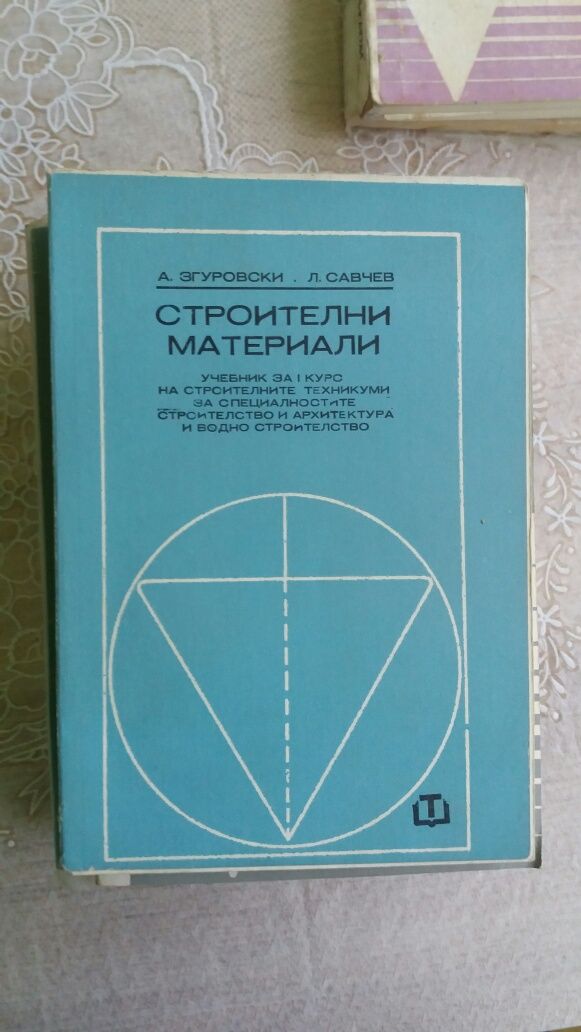 А. ЗГУРОВСКИ . Л. САВЧЕВ
СТРОИТЕЛНИ
МАТЕРИАЛИ
УЧЕБНИК ЗА I КУРС
НА СТРОИТЕЛНИТЕ ТЕХНИКУМИ
ЗА СПЕЦИАЛНОСТИТЕ
СТРОИТЕЛСТВО И АРХИТЕКТУРА
И ВОДНО СТРОИТЕЛСТВО
Т